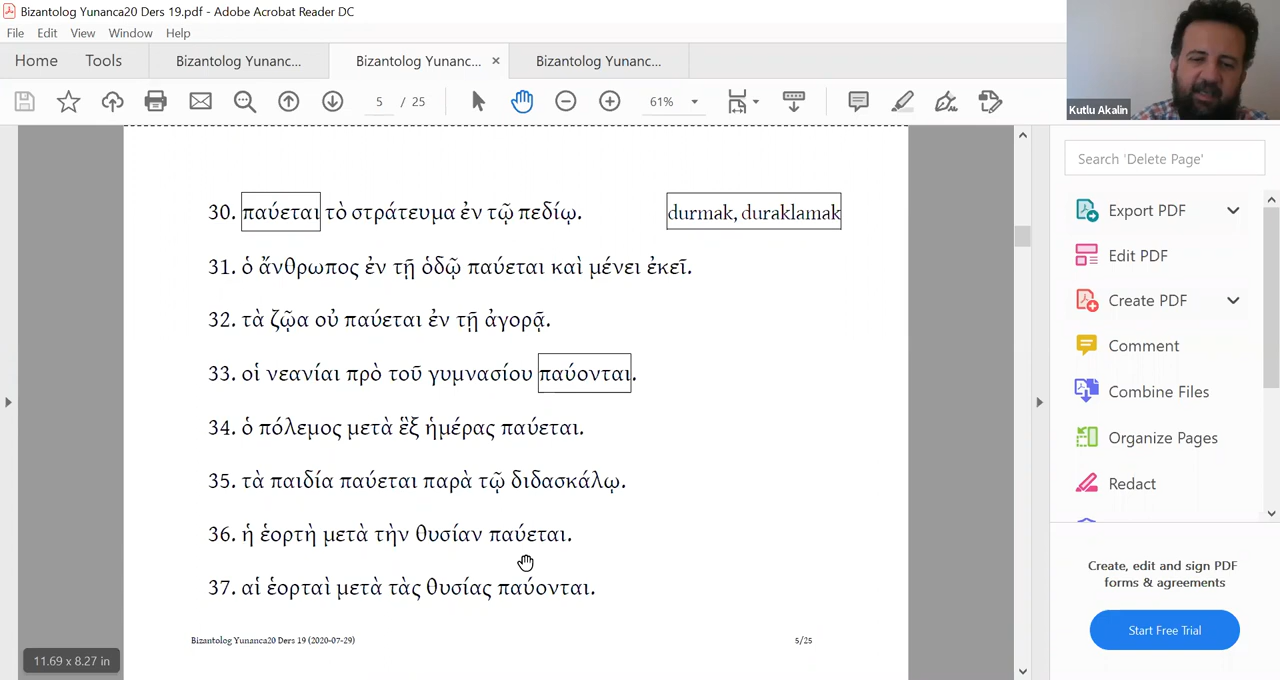 Bizantolog Yunanca20 Ders 19.pdf - Adobe Acrobat Reader DC
File Edit View Window Help
Home Tools Bizantolog Yunanc... Bizantolog Yunanc... × Bizantolog Yunanc...
5 / 25 61%
Kutlu Akalin
Search 'Delete Page'
30. παύεται τὸ στράτευμα ἐν τῷ πεδίῳ. durmak, duraklamak
31. ὁ ἄνθρωπος ἐν τῇ ὁδῷ παύεται καὶ μένει ἐκεῖ.
32. τὰ ζῷα οὐ παύεται ἐν τῇ ἀγορᾷ.
33. οἱ νεανίαι πρὸ τοῦ γυμνασίου παύονται.
34. ὁ πόλεμος μετὰ ἓξ ἡμέρας παύεται.
35. τὰ παιδία παύεται παρὰ τῷ διδασκάλῳ.
36. ἡ ἑορτὴ μετὰ τὴν θυσίαν παύεται.
37. αἱ ἑορταὶ μετὰ τὰς θυσίας παύονται.
Bizantolog Yunanca20 Ders 19 (2020-07-29) 5/25
11.69 x 8.27 in
Export PDF
Edit PDF
Create PDF
Comment
Combine Files
Organize Pages
Redact
Create, edit and sign PDF
forms & agreements
Start Free Trial